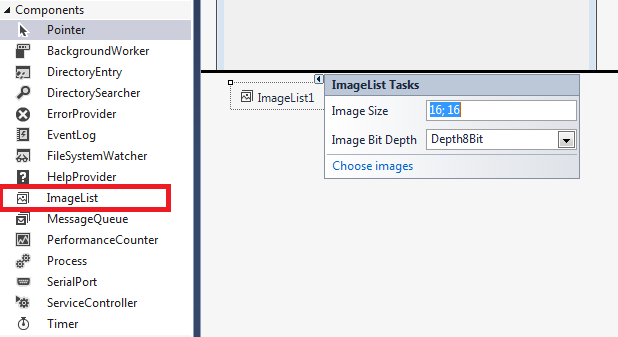 Components
Pointer
BackgroundWorker
DirectoryEntry
DirectorySearcher
ErrorProvider
EventLog
FileSystemWatcher
HelpProvider
ImageList
MessageQueue
PerformanceCounter
Process
SerialPort
ServiceController
Timer
ImageList1
ImageList Tasks
Image Size 16; 16
Image Bit Depth Depth8Bit
Choose images